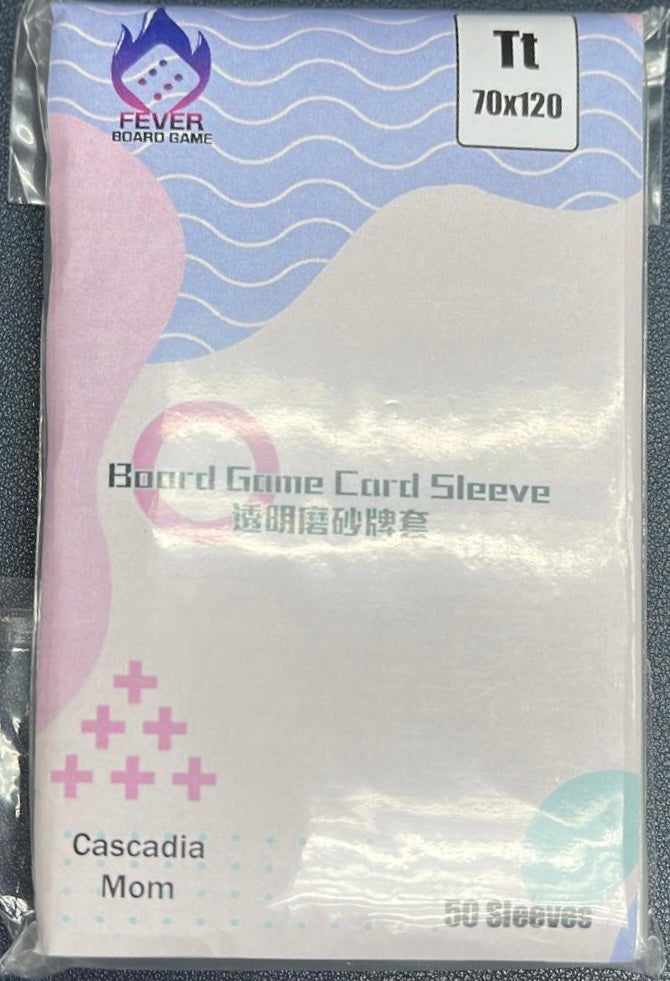 FEVER
BOARD GAME
Tt
70x120
Board Game Card Sleeve
透明磨砂牌套
Cascadia
Mom
50 Sleeves